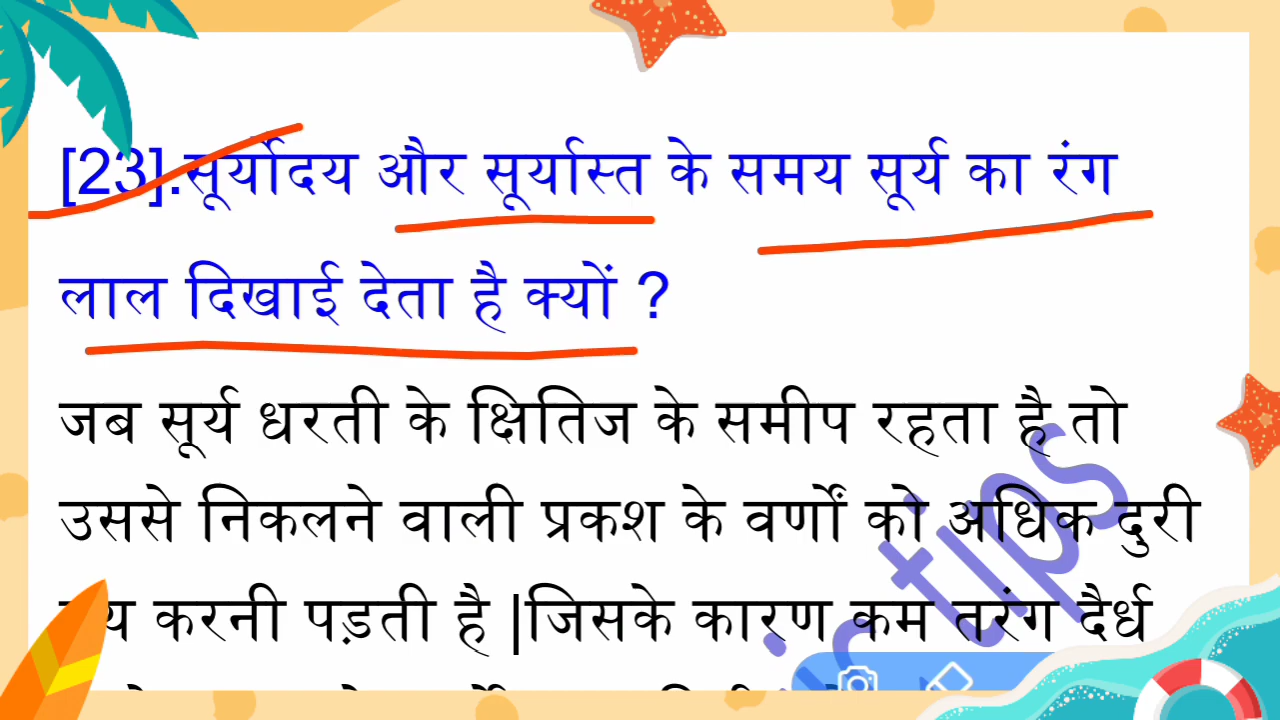 [23].सूर्योदय और सूर्यास्त के समय सूर्य का रंग
लाल दिखाई देता है क्यों ?
जब सूर्य धरती के क्षितिज के समीप रहता है तो
उससे निकलने वाली प्रकश के वर्णों को अधिक दुरी
करनी पड़ती है |जिसके कारण कम तरंग दैर्ध
tips